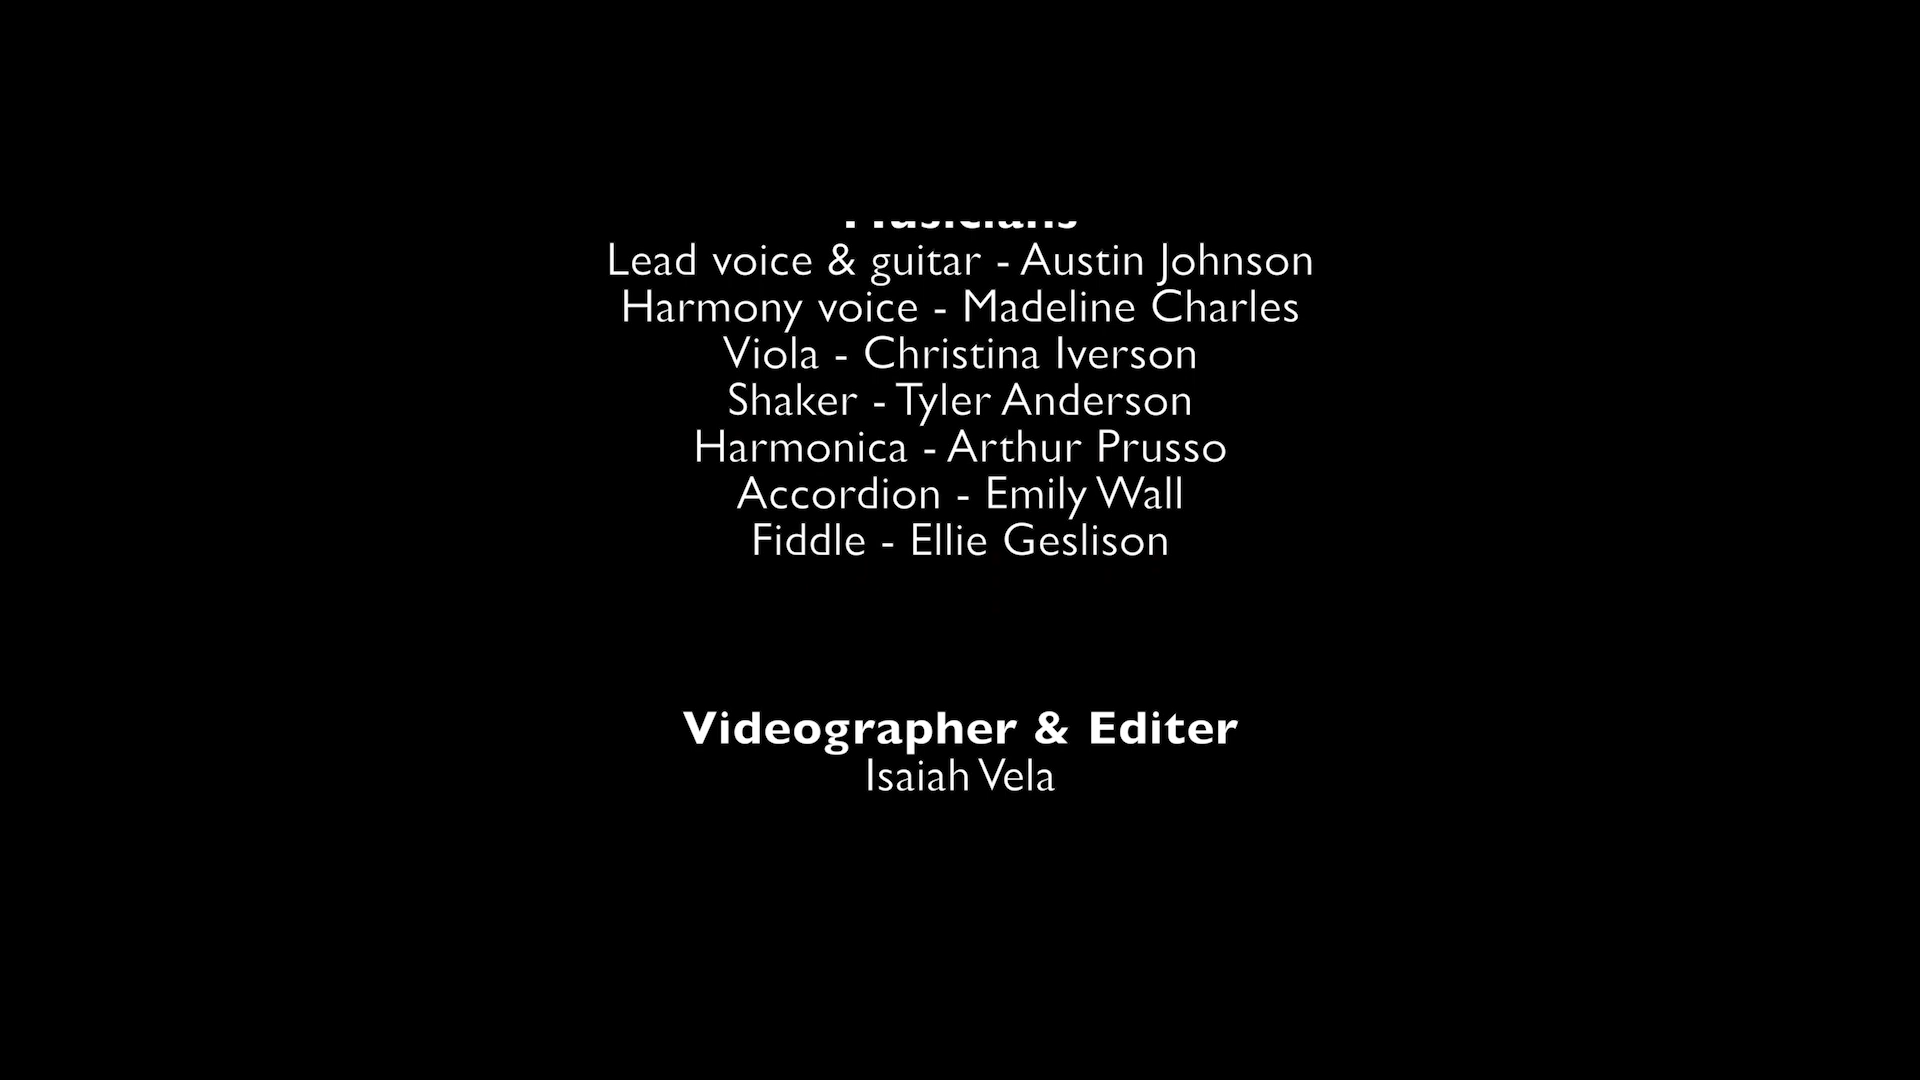 Musicians
Lead voice & guitar - Austin Johnson
Harmony voice - Madeline Charles
Viola - Christina Iverson
Shaker - Tyler Anderson
Harmonica - Arthur Prusso
Accordion - Emily Wall
Fiddle - Ellie Geslison
Videographer & Editer
Isaiah Vela